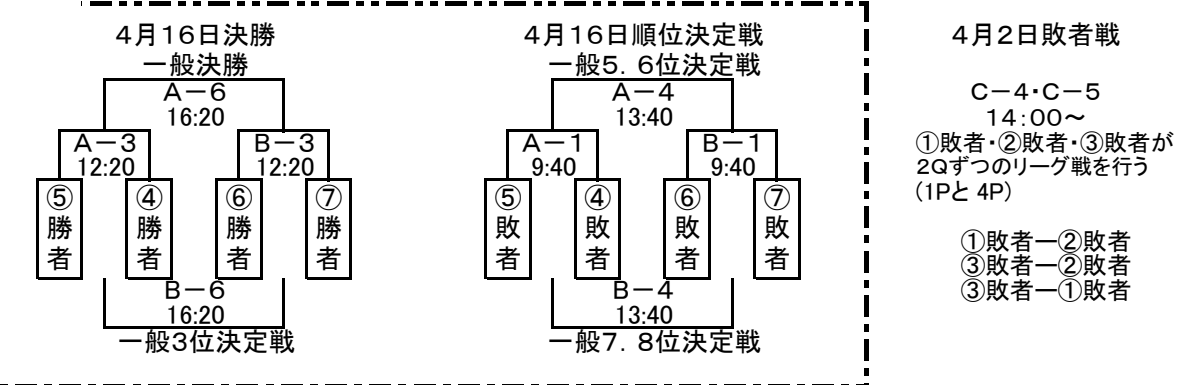 4月16日決勝
一般決勝
A-6
16:20
A-3
12:20
B-3
12:20
⑤勝者
④勝者
⑥勝者
⑦勝者
B-6
16:20
一般3位決定戦
4月16日順位決定戦
一般5.6位決定戦
A-4
13:40
A-1
9:40
B-1
9:40
⑤敗者
④敗者
⑥敗者
⑦敗者
B-4
13:40
一般7.8位決定戦
4月2日敗者戦
C-4・C-5
14:00~
①敗者・②敗者・③敗者が
2Qずつのリーグ戦を行う
(1Pと 4P)
①敗者ー②敗者
③敗者ー②敗者
③敗者ー①敗者